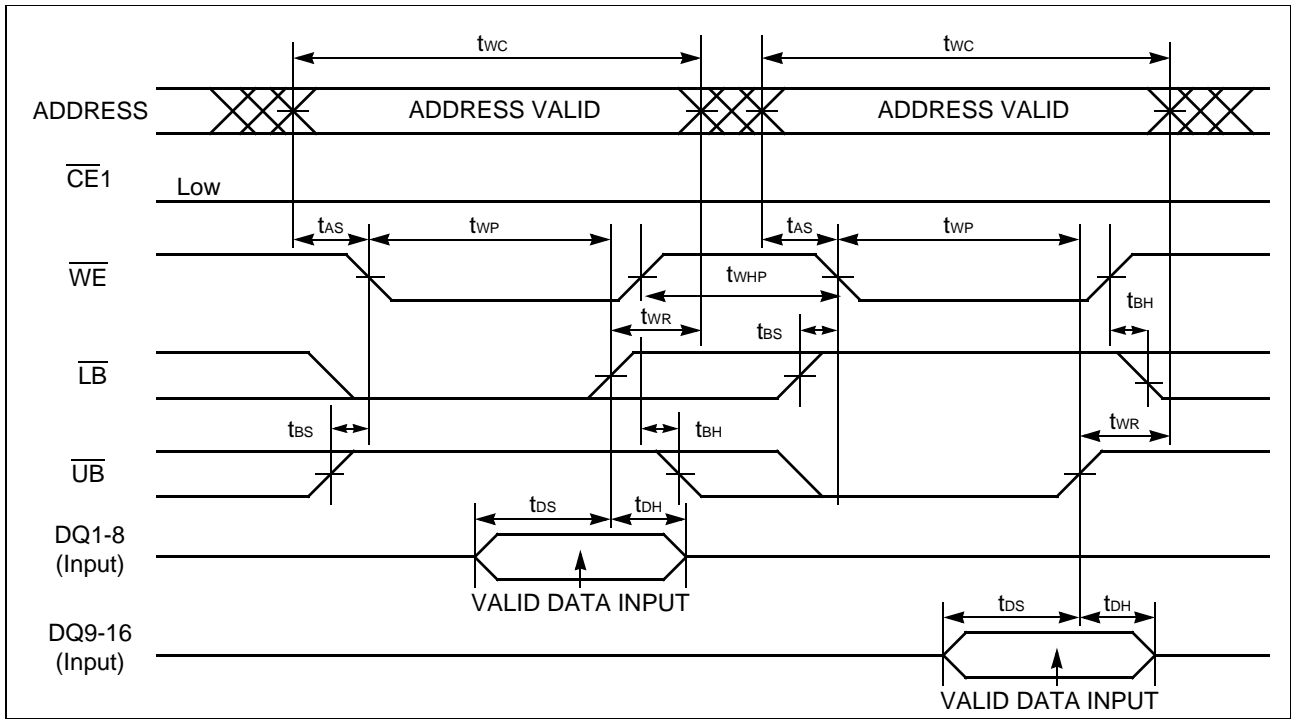 tWC tWC
ADDRESS ADDRESS VALID ADDRESS VALID
CE1 Low
tAS tWP tAS tWP
WE
tWHP
tBH
tWR
tBS
LB
tBS tBH tWR
UB
tDS tDH
DQ1-8
(Input)
VALID DATA INPUT
tDS tDH
DQ9-16
(Input)
VALID DATA INPUT